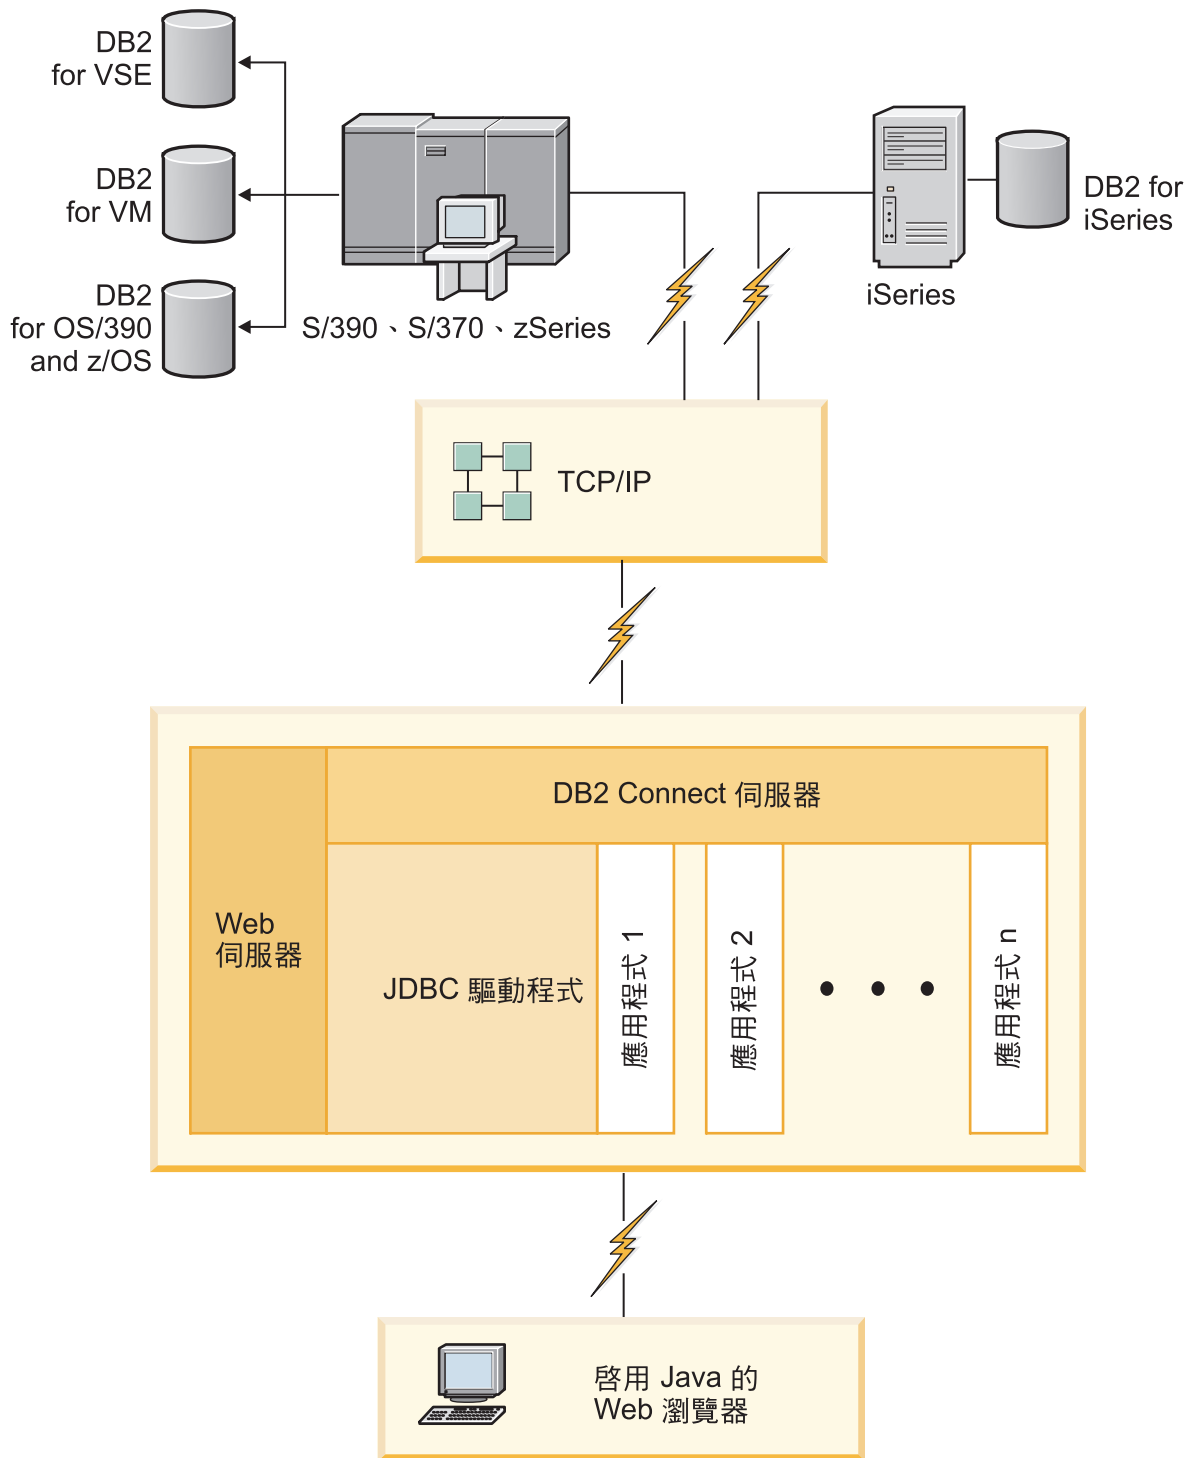 DB2
for VSE
DB2
for VM
DB2
for OS/390
and z/OS
S/390、S/370、zSeries
DB2 for
iSeries
iSeries
TCP/IP
DB2 Connect 伺服器
Web
伺服器
JDBC 驅動程式
應用程式 1
應用程式 2
應用程式 n
啓用 Java 的
Web 瀏覽器